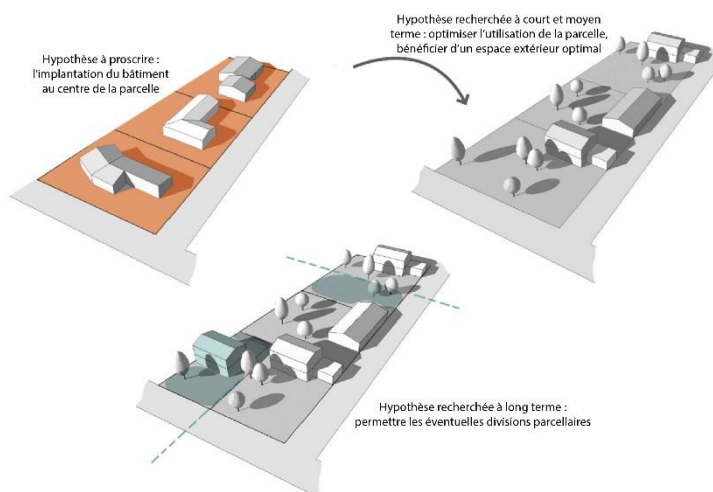 Hypothèse à proscrire :
l'implantation du bâtiment
au centre de la parcelle
Hypothèse recherchée à court et moyen
terme : optimiser l'utilisation de la parcelle,
bénéficier d'un espace extérieur optimal
Hypothèse recherchée à long terme :
permettre les éventuelles divisions parcellaires